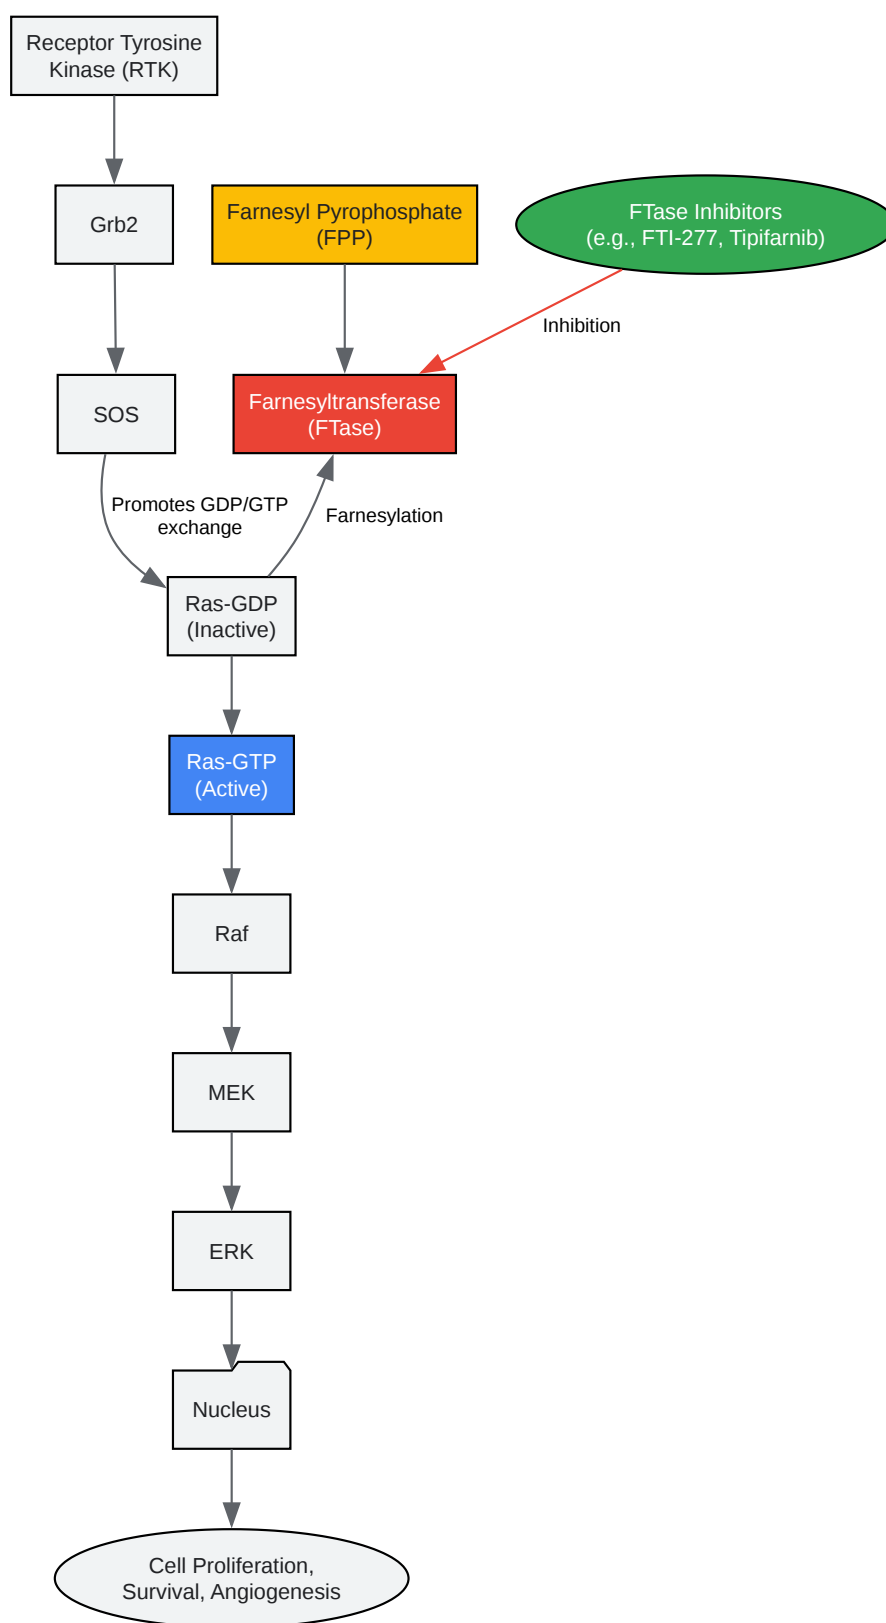 Receptor Tyrosine
Kinase (RTK)
Grb2
Farnesyl Pyrophosphate
(FPP)
FTase Inhibitors
(e.g., FTI-277, Tipifarnib)
Inhibition
SOS
Farnesyltransferase
(FTase)
Promotes GDP/GTP
exchange
Farnesylation
Ras-GDP
(Inactive)
Ras-GTP
(Active)
Raf
MEK
ERK
Nucleus
Cell Proliferation,
Survival, Angiogenesis